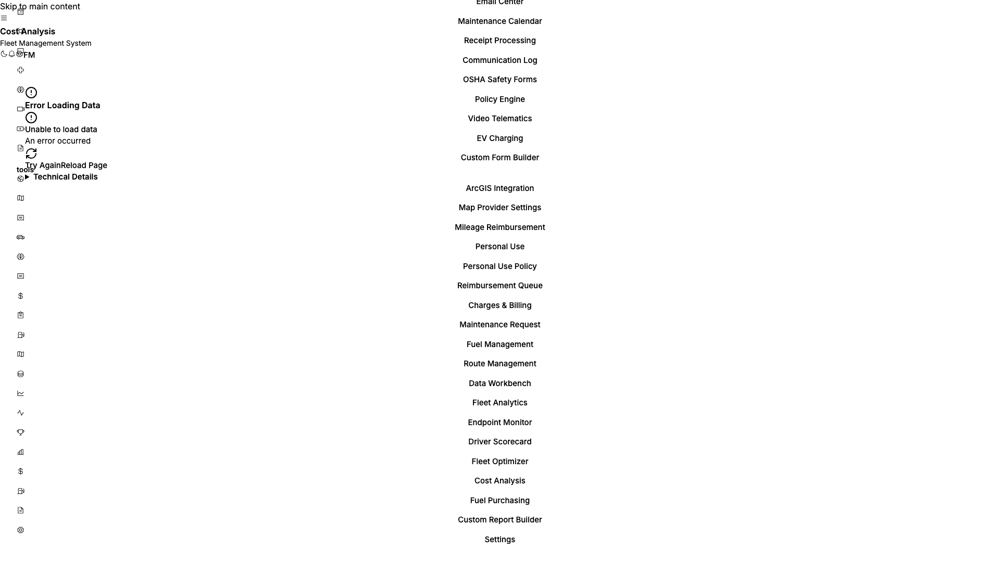 Skip to main content
Cost Analysis
Fleet Management System
FM
Error Loading Data
Unable to load data
An error occurred
Try AgainReload Page
Technical Details
tools
Email Center
Maintenance Calendar
Receipt Processing
Communication Log
OSHA Safety Forms
Policy Engine
Video Telematics
EV Charging
Custom Form Builder
ArcGIS Integration
Map Provider Settings
Mileage Reimbursement
Personal Use
Personal Use Policy
Reimbursement Queue
Charges & Billing
Maintenance Request
Fuel Management
Route Management
Data Workbench
Fleet Analytics
Endpoint Monitor
Driver Scorecard
Fleet Optimizer
Cost Analysis
Fuel Purchasing
Custom Report Builder
Settings